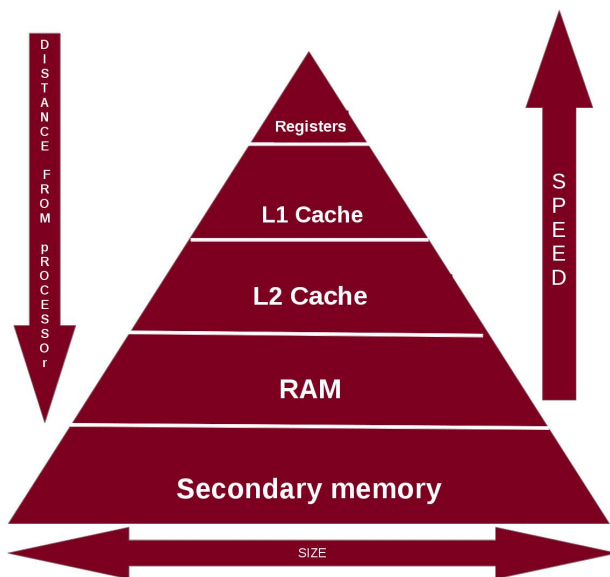 DISTANCE FROM pROCESSOr
Registers
L1 Cache
L2 Cache
RAM
Secondary memory
SPEED
SIZE